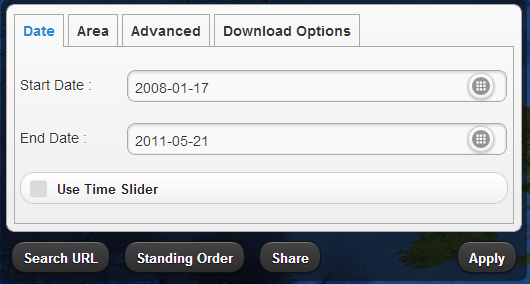 Date Area Advanced Download Options
Start Date : 2008-01-17
End Date : 2011-05-21
Use Time Slider
Search URL Standing Order Share Apply